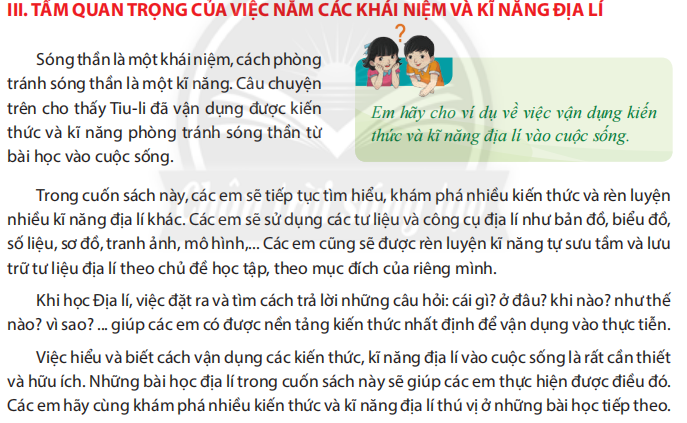 III. TẦM QUAN TRỌNG CỦA VIỆC NẮM CÁC KHÁI NIỆM VÀ KĨ NĂNG ĐỊA LÍ
Sóng thần là một khái niệm, cách phòng
tránh sóng thần là một kĩ năng. Câu chuyện
trên cho thấy Tiu-li đã vận dụng được kiến
thức và kĩ năng phòng tránh sóng thần từ
bài học vào cuộc sống.
?
Em hãy cho ví dụ về việc vận dụng kiến
thức và kĩ năng địa lí vào cuộc sống.
Trong cuốn sách này, các em sẽ tiếp tục tìm hiểu, khám phá nhiều kiến thức và rèn luyện
nhiều kĩ năng địa lí khác. Các em sẽ sử dụng các tư liệu và công cụ địa lí như bản đồ, biểu đồ,
số liệu, sơ đồ, tranh ảnh, mô hình,... Các em cũng sẽ được rèn luyện kĩ năng tự sưu tầm và lưu
trữ tư liệu địa lí theo chủ đề học tập, theo mục đích của riêng mình.
Khi học Địa lí, việc đặt ra và tìm cách trả lời những câu hỏi: cái gì? ở đâu? khi nào? như thế
nào? vì sao? ... giúp các em có được nền tảng kiến thức nhất định để vận dụng vào thực tiễn.
Việc hiểu và biết cách vận dụng các kiến thức, kĩ năng địa lí vào cuộc sống là rất cần thiết
và hữu ích. Những bài học địa lí trong cuốn sách này sẽ giúp các em thực hiện được điều đó.
Các em hãy cùng khám phá nhiều kiến thức và kĩ năng địa lí thú vị ở những bài học tiếp theo.